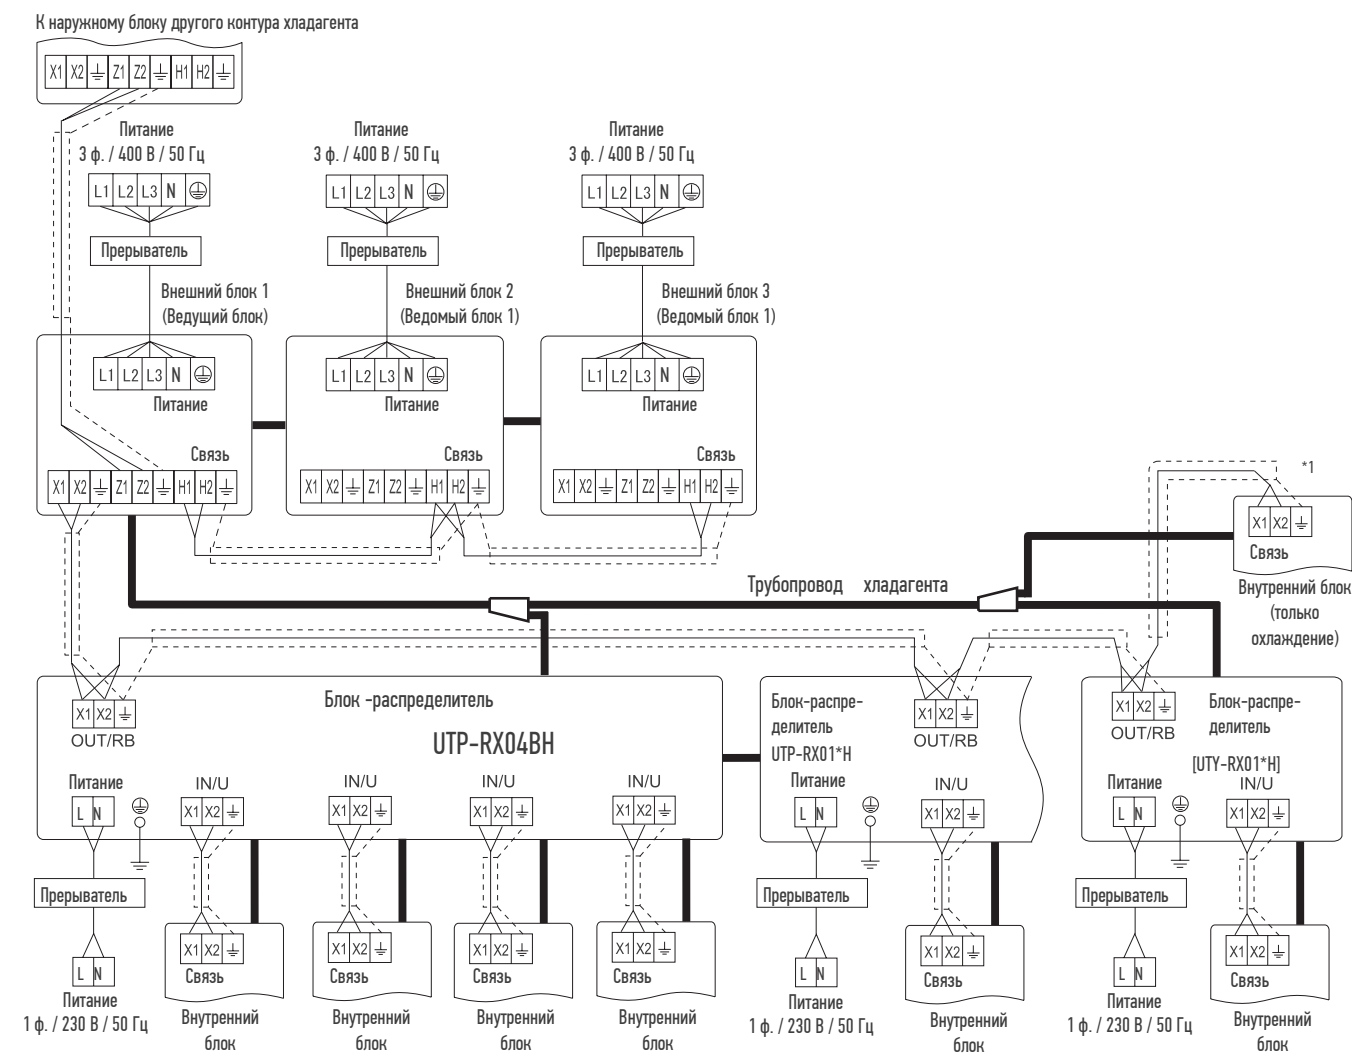 К наружному блоку другого контура хладагента
X1 X2 Z1 Z2 H1 H2
Питание
3 ф. / 400 В / 50 Гц
L1 L2 L3 N
Прерыватель
Внешний блок 1
(Ведущий блок)
L1 L2 L3 N
Питание
Связь
X1 X2 Z1 Z2 H1 H2
Питание
3 ф. / 400 В / 50 Гц
L1 L2 L3 N
Прерыватель
Внешний блок 2
(Ведомый блок 1)
L1 L2 L3 N
Питание
Связь
X1 X2 Z1 Z2 H1 H2
Питание
3 ф. / 400 В / 50 Гц
L1 L2 L3 N
Прерыватель
Внешний блок 3
(Ведомый блок 1)
L1 L2 L3 N
Питание
Связь
X1 X2 Z1 Z2 H1 H2
*1
X1 X2
Связь
Внутренний блок
(только
охлаждение)
Трубопровод хладагента
Блок -распределитель
UTP-RX04BH
X1 X2
OUT/RB
Питание
L N
IN/U
X1 X2
IN/U
X1 X2
IN/U
X1 X2
IN/U
X1 X2
Прерыватель
L N
Питание
1 ф. / 230 В / 50 Гц
X1 X2
Связь
Внутренний
блок
X1 X2
Связь
Внутренний
блок
X1 X2
Связь
Внутренний
блок
X1 X2
Связь
Внутренний
блок
Блок-распре-
делитель
UTP-RX01*H
X1 X2
OUT/RB
Питание
L N
IN/U
X1 X2
Прерыватель
L N
Питание
1 ф. / 230 В / 50 Гц
X1 X2
Связь
Внутренний
блок
X1 X2
OUT/RB
Блок-распре-
делитель
[UTY-RX01*H]
Питание
L N
IN/U
X1 X2
Прерыватель
L N
Питание
1 ф. / 230 В / 50 Гц
X1 X2
Связь
Внутренний
блок